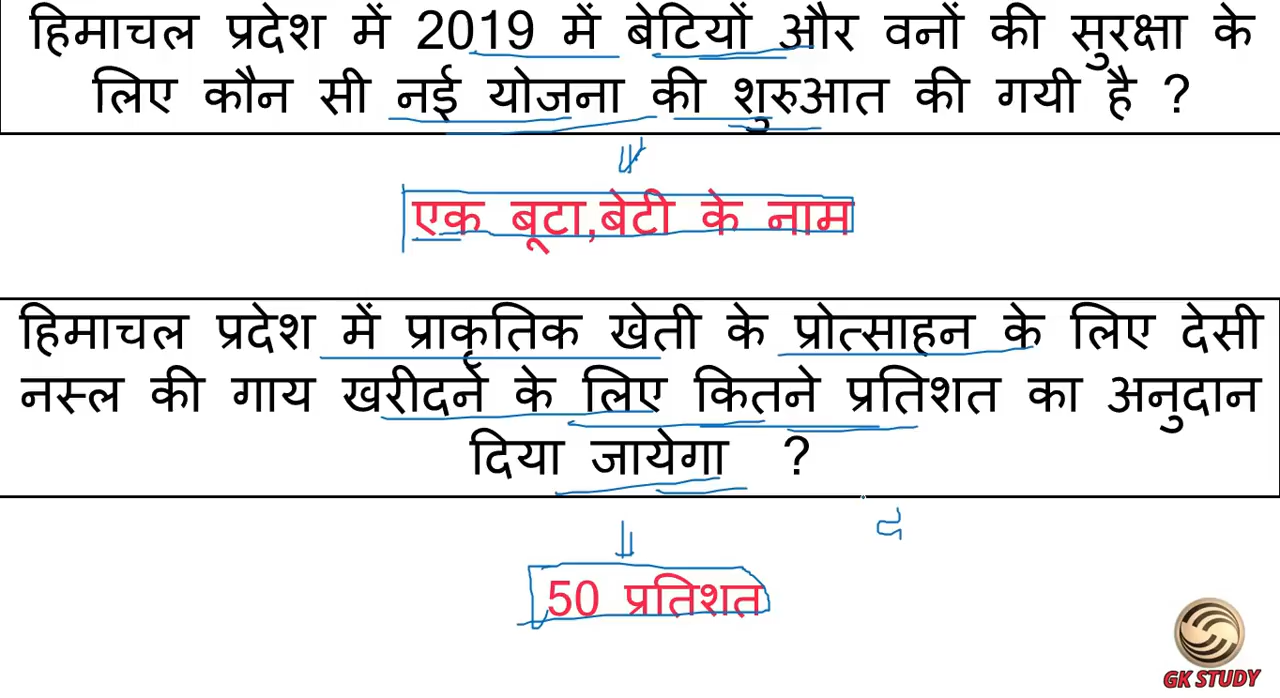 हिमाचल प्रदेश में 2019 में बेटियों और वनों की सुरक्षा के
लिए कौन सी नई योजना की शुरुआत की गयी है ?
एक बूटा,बेटी के नाम
हिमाचल प्रदेश में प्राकृतिक खेती के प्रोत्साहन के लिए देसी
नस्ल की गाय खरीदने के लिए कितने प्रतिशत का अनुदान
दिया जायेगा ?
50 प्रतिशत
GK STUDY